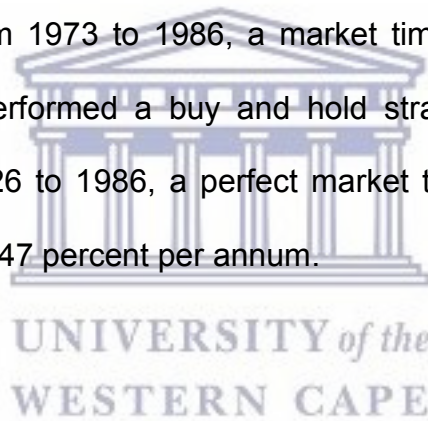 m 1973 to 1986, a market tim
erformed a buy and hold stra
26 to 1986, a perfect market t
47 percent per annum.
UNIVERSITY of the
WESTERN CAPE